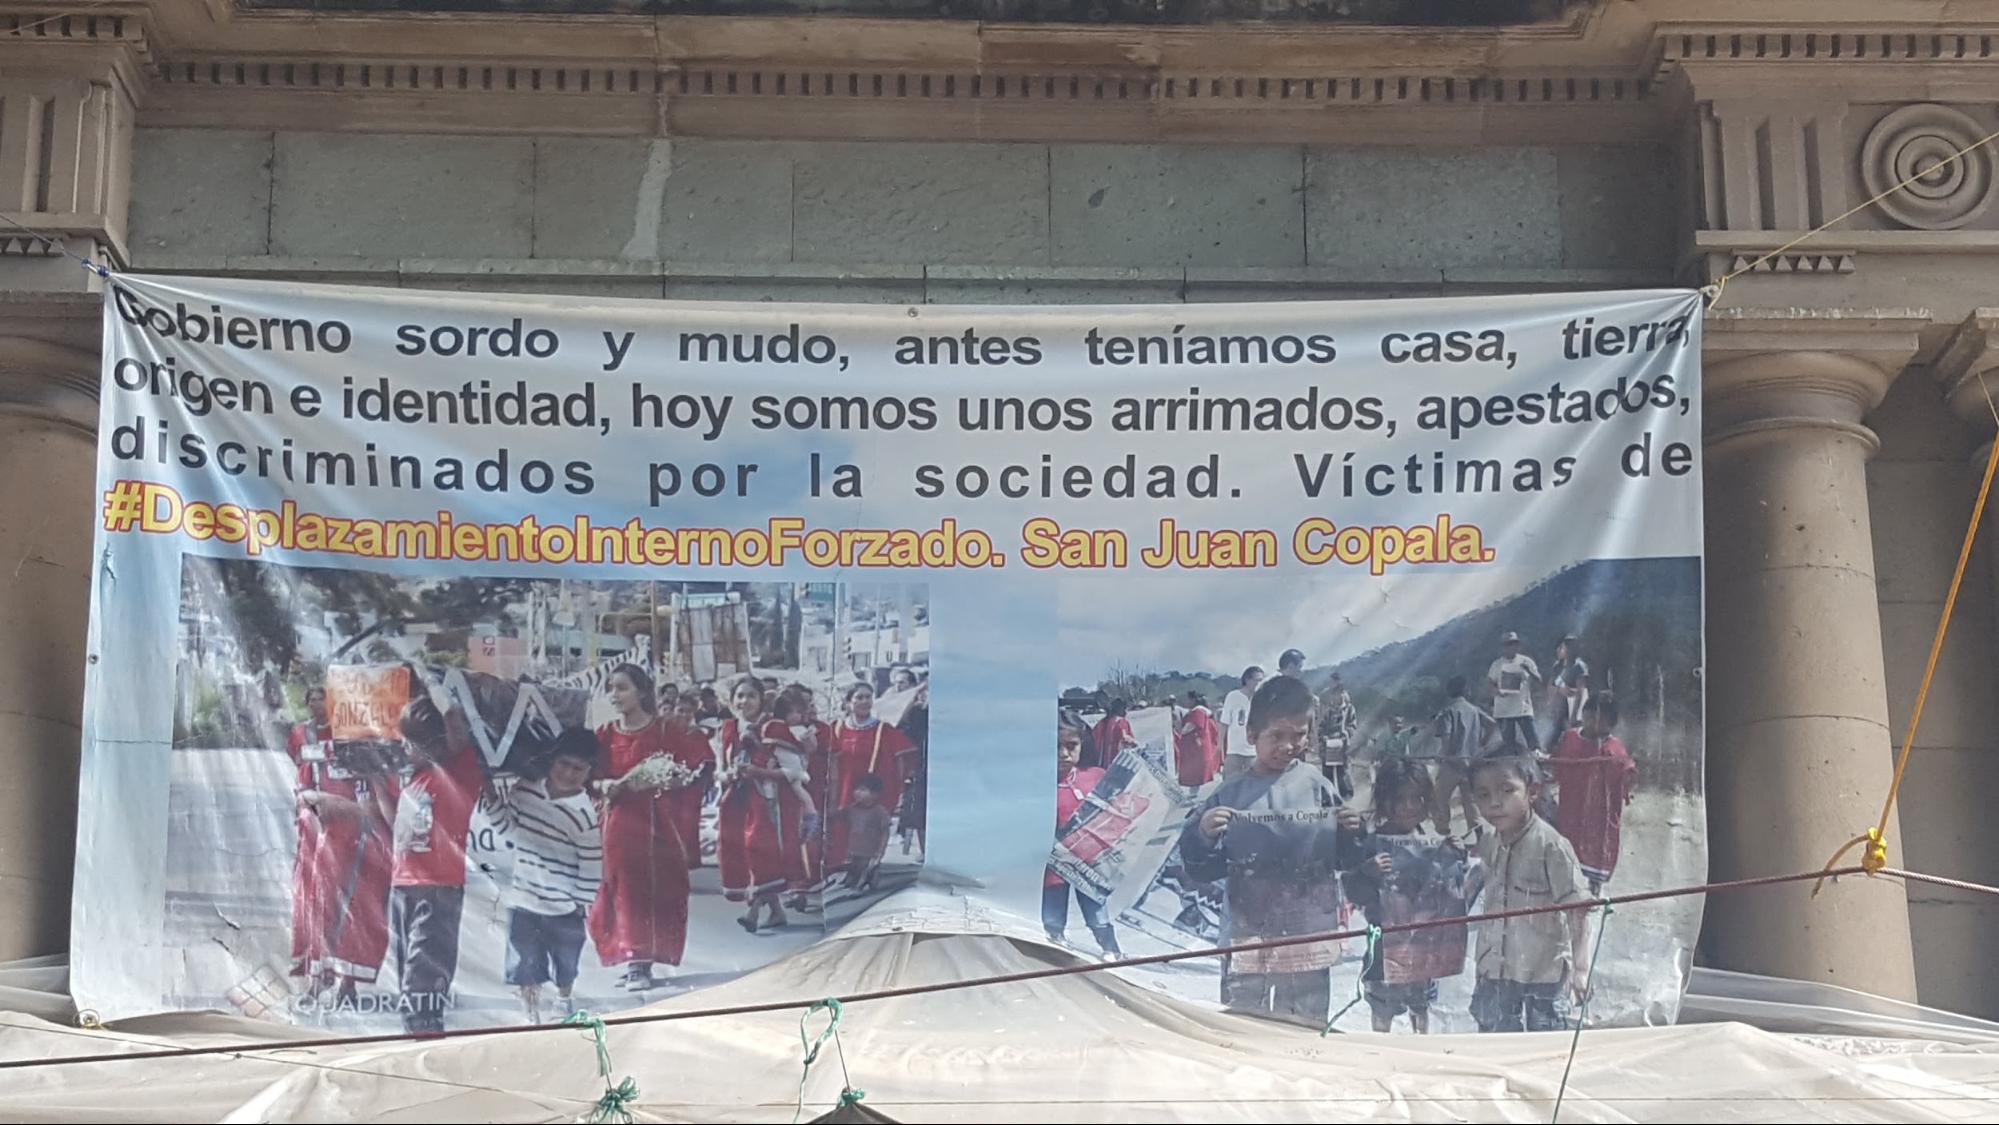 Gobierno sordo y mudo, antes teníamos casa, tierra,
origen e identidad, hoy somos unos arrimados, apestados,
discriminados por la sociedad. Víctimas de
#DesplazamientoInternoForzado. San Juan Copala.
GONZALO
Volvemos a Copala
QUADRATIN